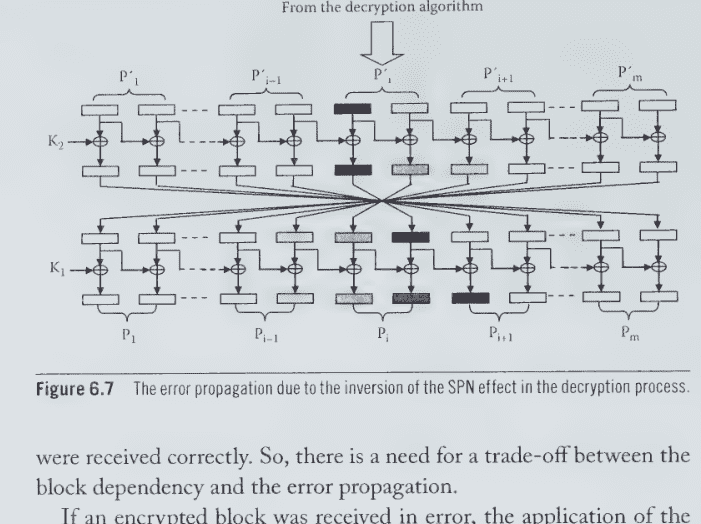 From the decryption algorithm
P´1 P´i–1 P´i P´i+1 P´m
K2
K1
P1 Pi–1 Pi Pi+1 Pm
Figure 6.7 The error propagation due to the inversion of the SPN effect in the decryption process.
were received correctly. So, there is a need for a trade-off between the
block dependency and the error propagation.
If an encrypted block was received in error, the application of the